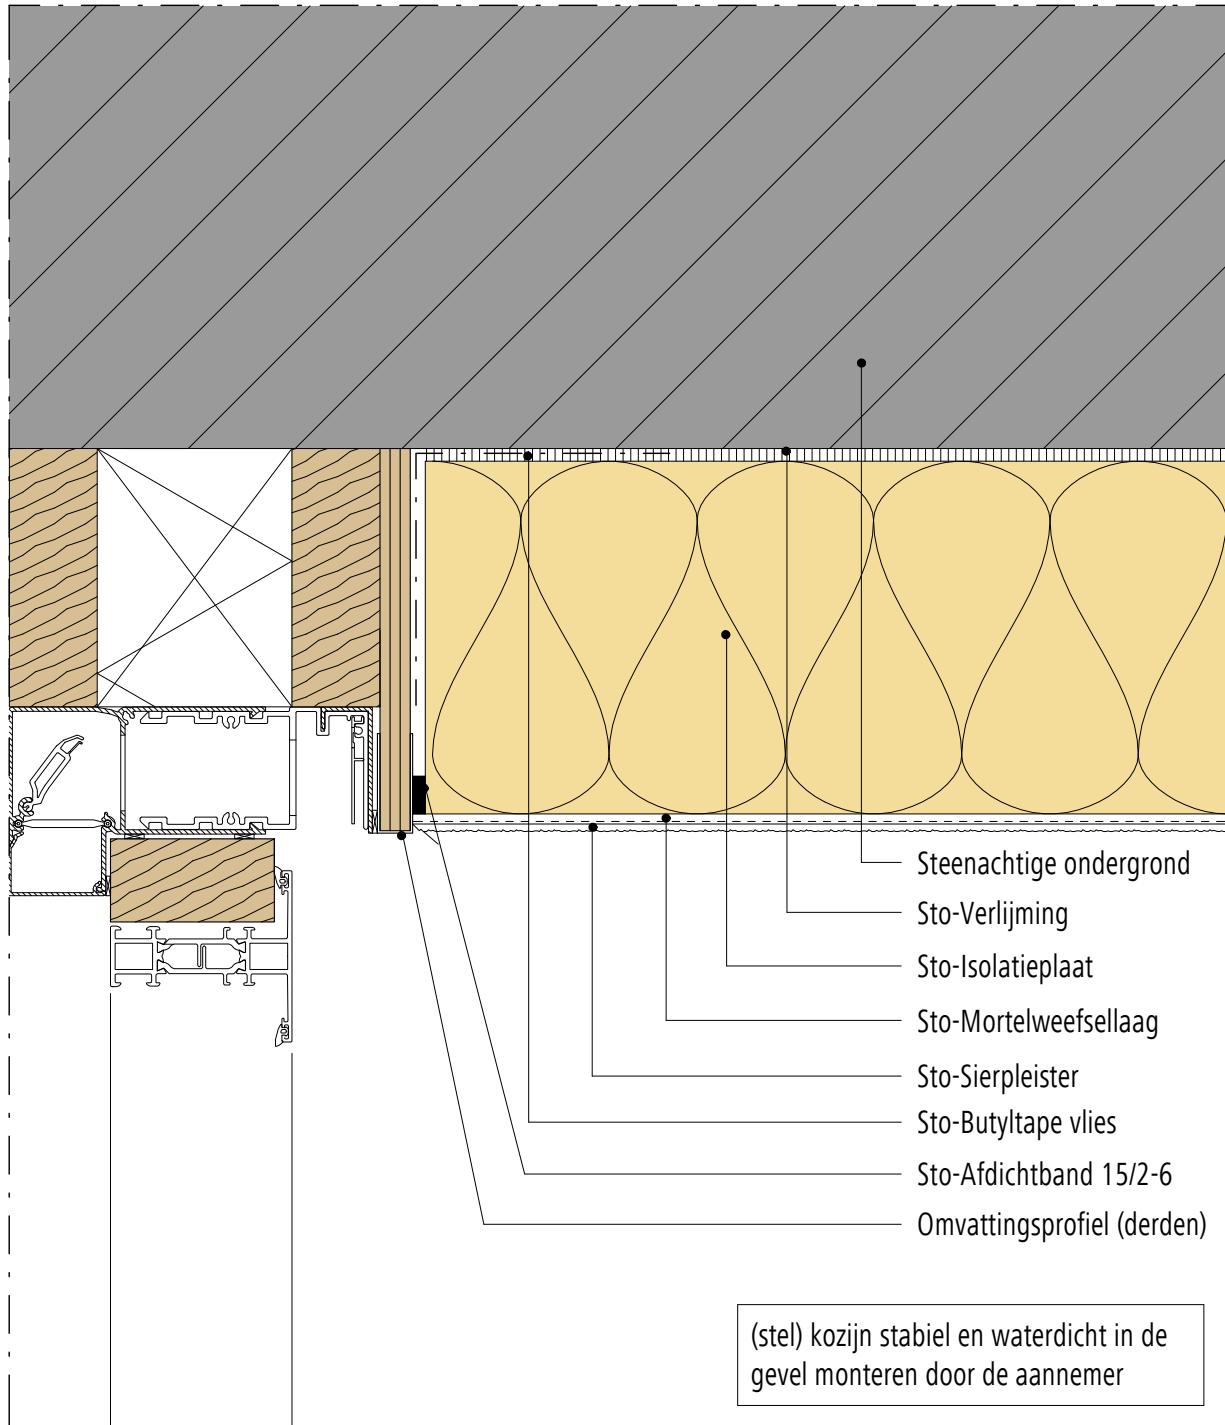 Steenachtige ondergrond
Sto-Verlijming
Sto-Isolatieplaat
Sto-Mortelweefsellaag
Sto-Sierpleister
Sto-Butyltape vlies
Sto-Afdichtband 15/2-6
Omvattingsprofiel (derden)
(stel) kozijn stabiel en waterdicht in de
gevel monteren door de aannemer